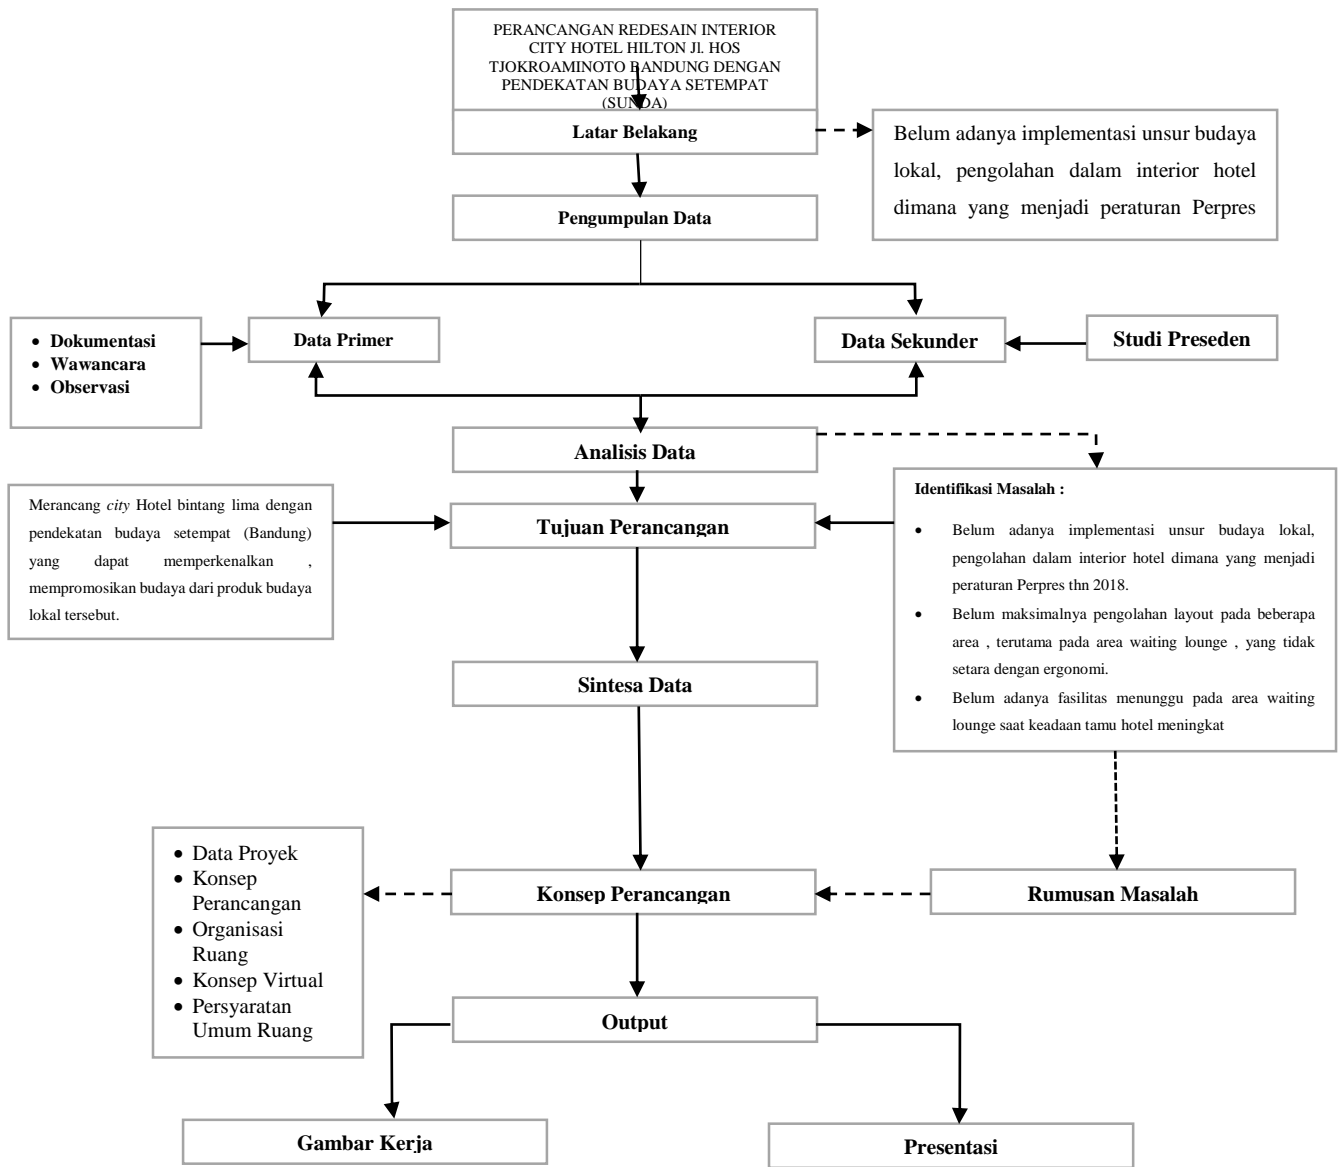 PERANCANGAN REDESAIN INTERIOR
CITY HOTEL HILTON Jl. HOS
TJOKROAMINOTO BANDUNG DENGAN
PENDEKATAN BUDAYA SETEMPAT
(SUNDA)
Latar Belakang
Belum adanya implementasi unsur budaya
lokal, pengolahan dalam interior hotel
dimana yang menjadi peraturan Perpres
Pengumpulan Data
• Dokumentasi
• Wawancara
• Observasi
Data Primer
Data Sekunder
Studi Preseden
Analisis Data
Merancang city Hotel bintang lima dengan
pendekatan budaya setempat (Bandung)
yang dapat memperkenalkan ,
mempromosikan budaya dari produk budaya
lokal tersebut.
Tujuan Perancangan
Identifikasi Masalah :
• Belum adanya implementasi unsur budaya lokal,
pengolahan dalam interior hotel dimana yang menjadi
peraturan Perpres thn 2018.
• Belum maksimalnya pengolahan layout pada beberapa
area , terutama pada area waiting lounge , yang tidak
setara dengan ergonomi.
• Belum adanya fasilitas menunggu pada area waiting
lounge saat keadaan tamu hotel meningkat
Sintesa Data
• Data Proyek
• Konsep
Perancangan
• Organisasi
Ruang
• Konsep Virtual
• Persyaratan
Umum Ruang
Konsep Perancangan
Rumusan Masalah
Output
Gambar Kerja
Presentasi